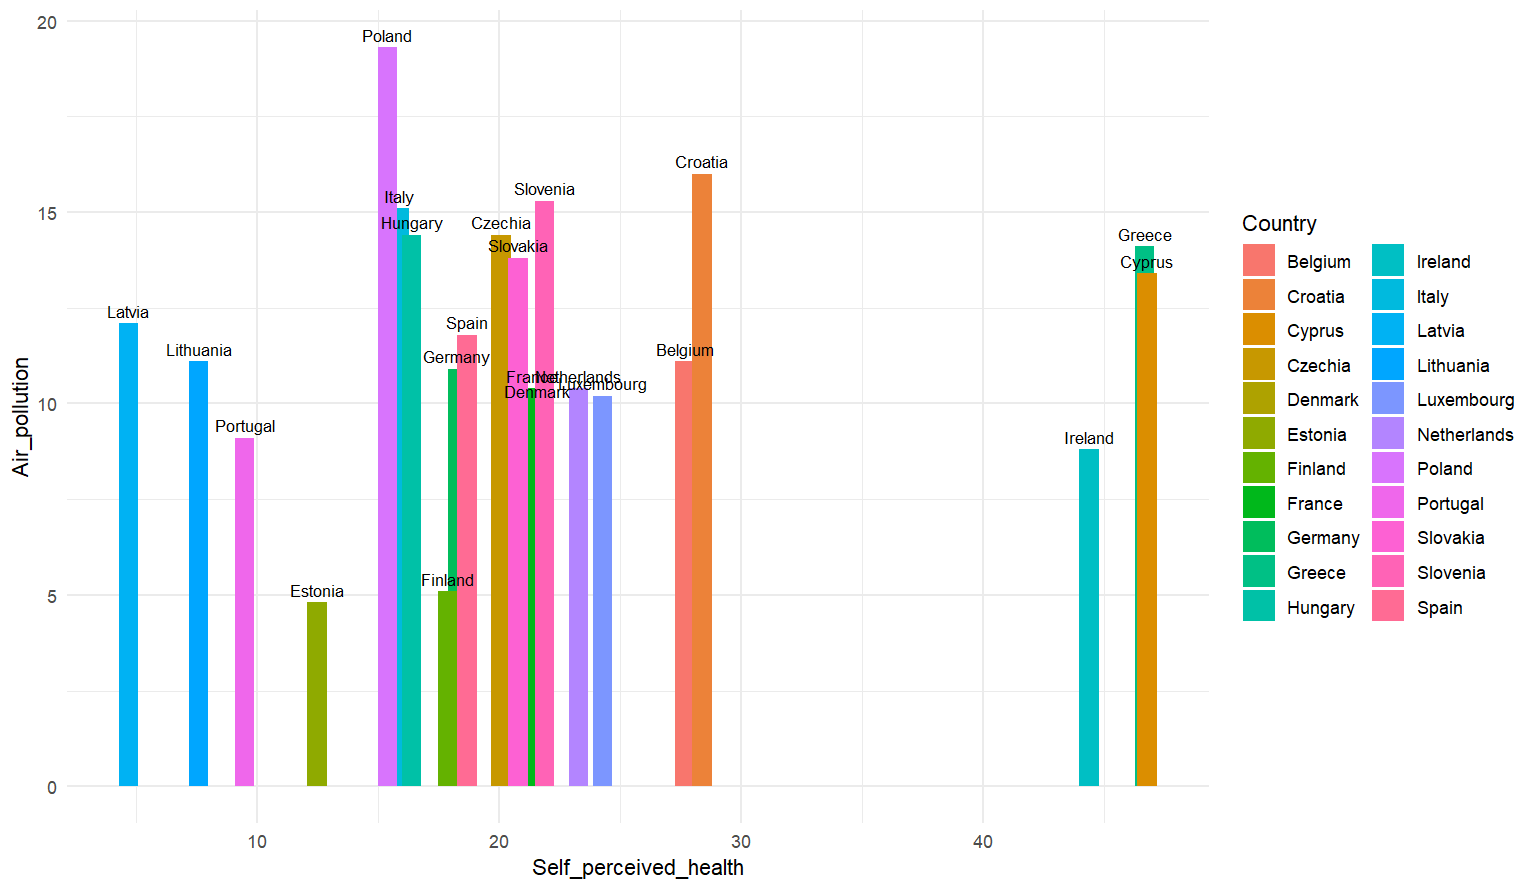 20
Poland
Croatia
Slovenia
Italy
15
Hungary
Czechia
Slovakia
Greece
Cyprus
Latvia
Spain
Lithuania
Germany
Belgium
France
Netherlands
Luxembourg
Denmark
10
Portugal
Ireland
Finland
Estonia
5
0
10 20 30 40
Self_perceived_health
Air_pollution
Country
Belgium Ireland
Croatia Italy
Cyprus Latvia
Czechia Lithuania
Denmark Luxembourg
Estonia Netherlands
Finland Poland
France Portugal
Germany Slovakia
Greece Slovenia
Hungary Spain